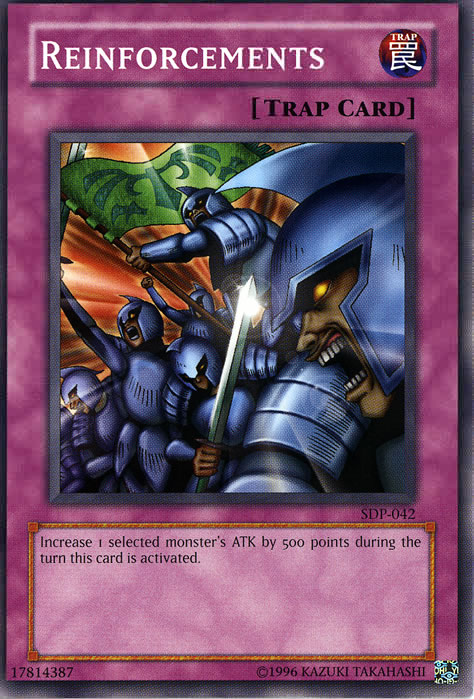 REINFORCEMENTS
TRAP
罠
[TRAP CARD]
SDP-042
Increase 1 selected monster's ATK by 500 points during the
turn this card is activated.
17814387
©1996 KAZUKI TAKAHASHI